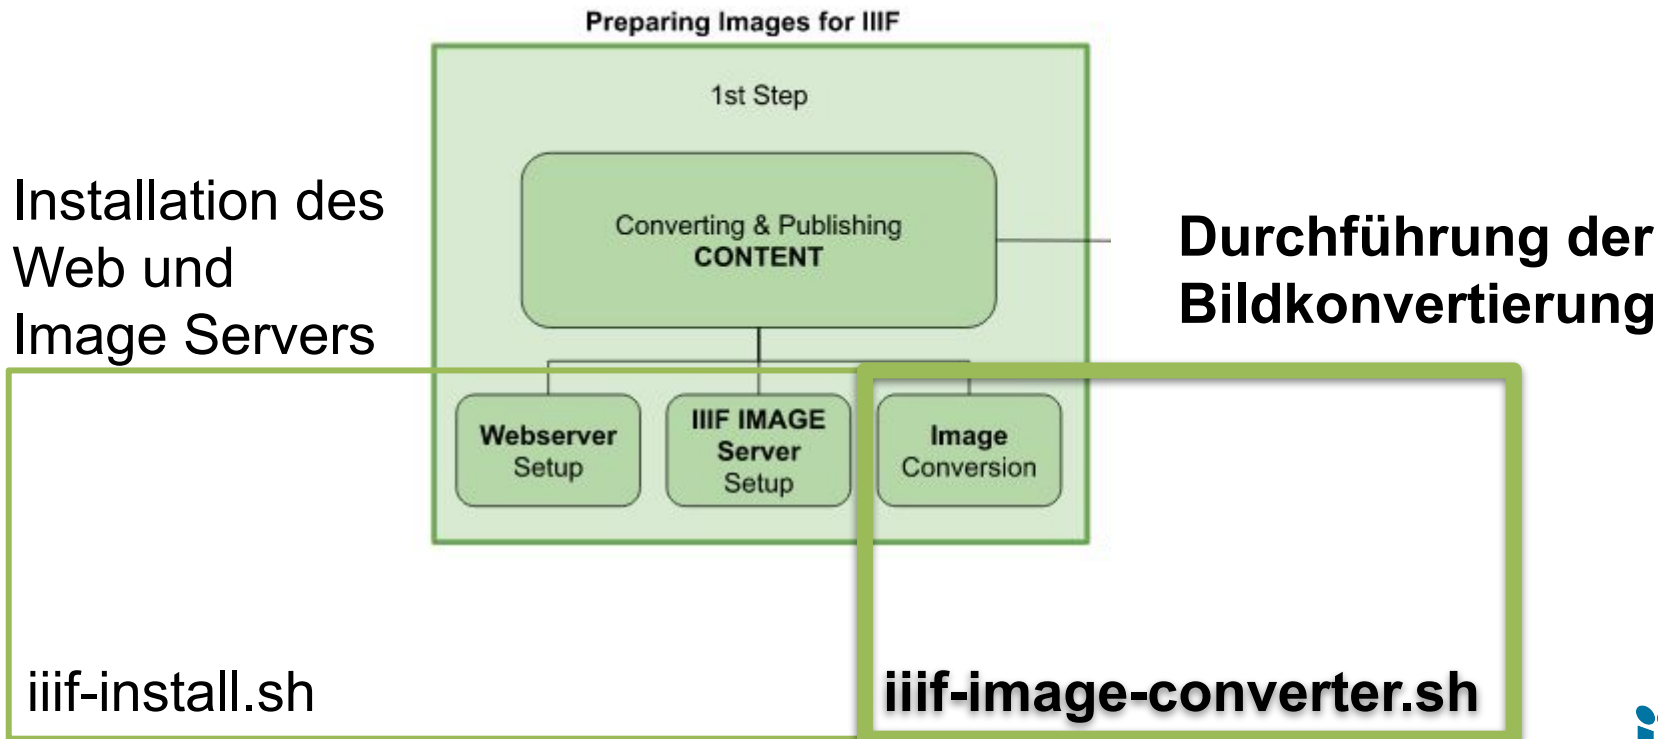 Preparing Images for IIIF
1st Step
Installation des
Web und
Image Servers
Converting & Publishing
CONTENT
Durchführung der
Bildkonvertierung
Webserver
Setup
IIIF IMAGE
Server
Setup
Image
Conversion
iiif-install.sh
iiif-image-converter.sh